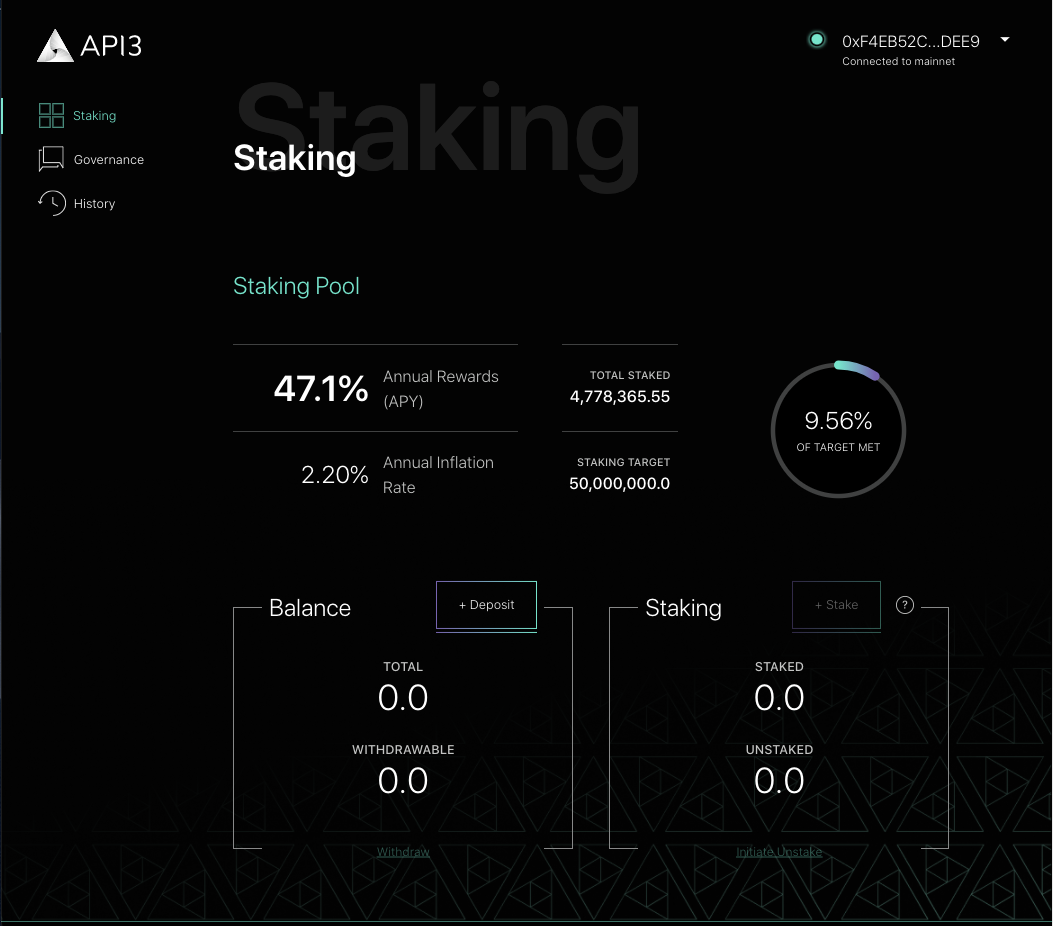 API3
0xF4EB52C...DEE9
Connected to mainnet
Staking
Governance
History
Staking
Staking
Staking Pool
47.1%
Annual Rewards
(APY)
TOTAL STAKED
4,778,365.55
2.20%
Annual Inflation
Rate
STAKING TARGET
50,000,000.0
9.56%
OF TARGET MET
Balance
+ Deposit
TOTAL
0.0
WITHDRAWABLE
0.0
Withdraw
Staking
+ Stake
?
STAKED
0.0
UNSTAKED
0.0
Initiate Unstake